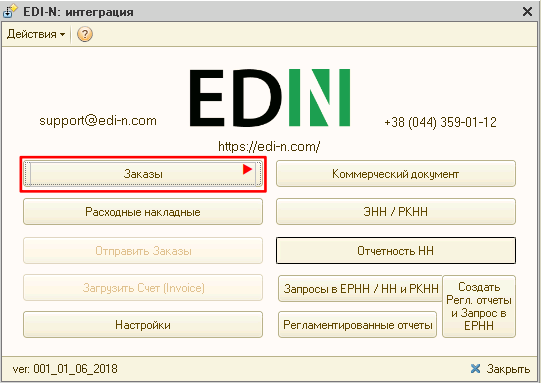 EDI-N: интеграция
Действия
?
EDIN
support@edi-n.com
+38 (044) 359-01-12
https://edi-n.com/
Заказы
Коммерческий документ
Расходные накладные
ЭНН / РКНН
Отправить Заказы
Отчетность НН
Загрузить Счет (Invoice)
Запросы в ЕРНН / НН и РКНН
Создать
Регл. отчеты
и Запрос в
ЕРНН
Настройки
Регламентированные отчеты
ver: 001_01_06_2018
Закрыть